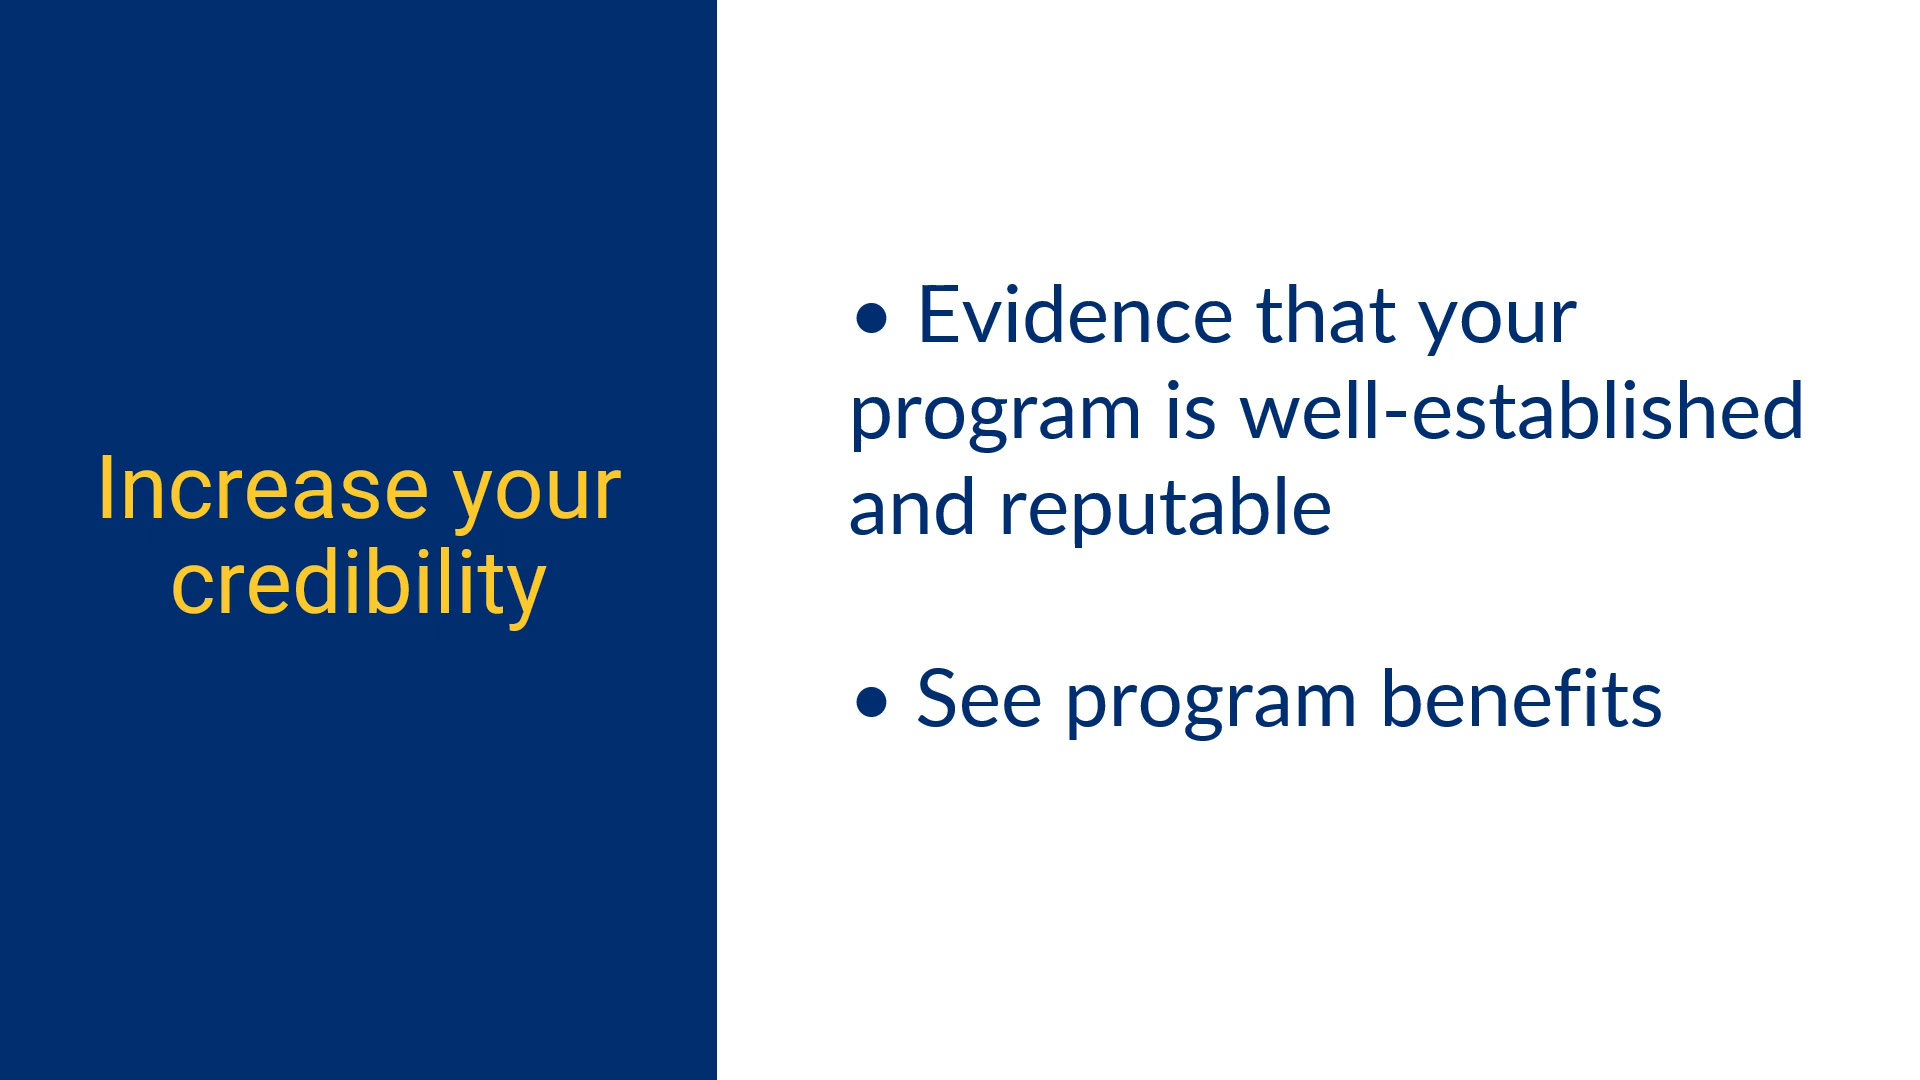 Increase your
credibility
• Evidence that your
program is well-established
and reputable
• See program benefits